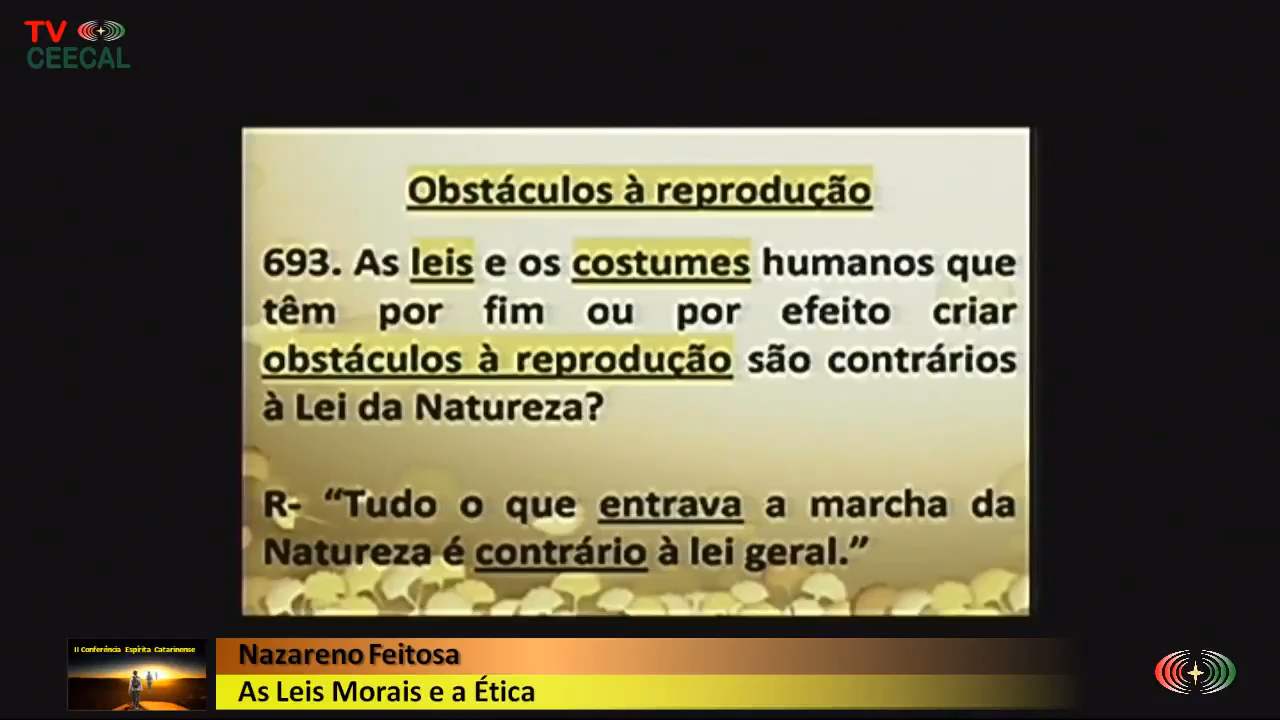 TV
CEECAL
Obstáculos à reprodução
693. As leis e os costumes humanos que
têm por fim ou por efeito criar
obstáculos à reprodução são contrários
à Lei da Natureza?
R- “Tudo o que entrava a marcha da
Natureza é contrário à lei geral.”
II Conferência Espírita Catarinense
Nazareno Feitosa
As Leis Morais e a Ética